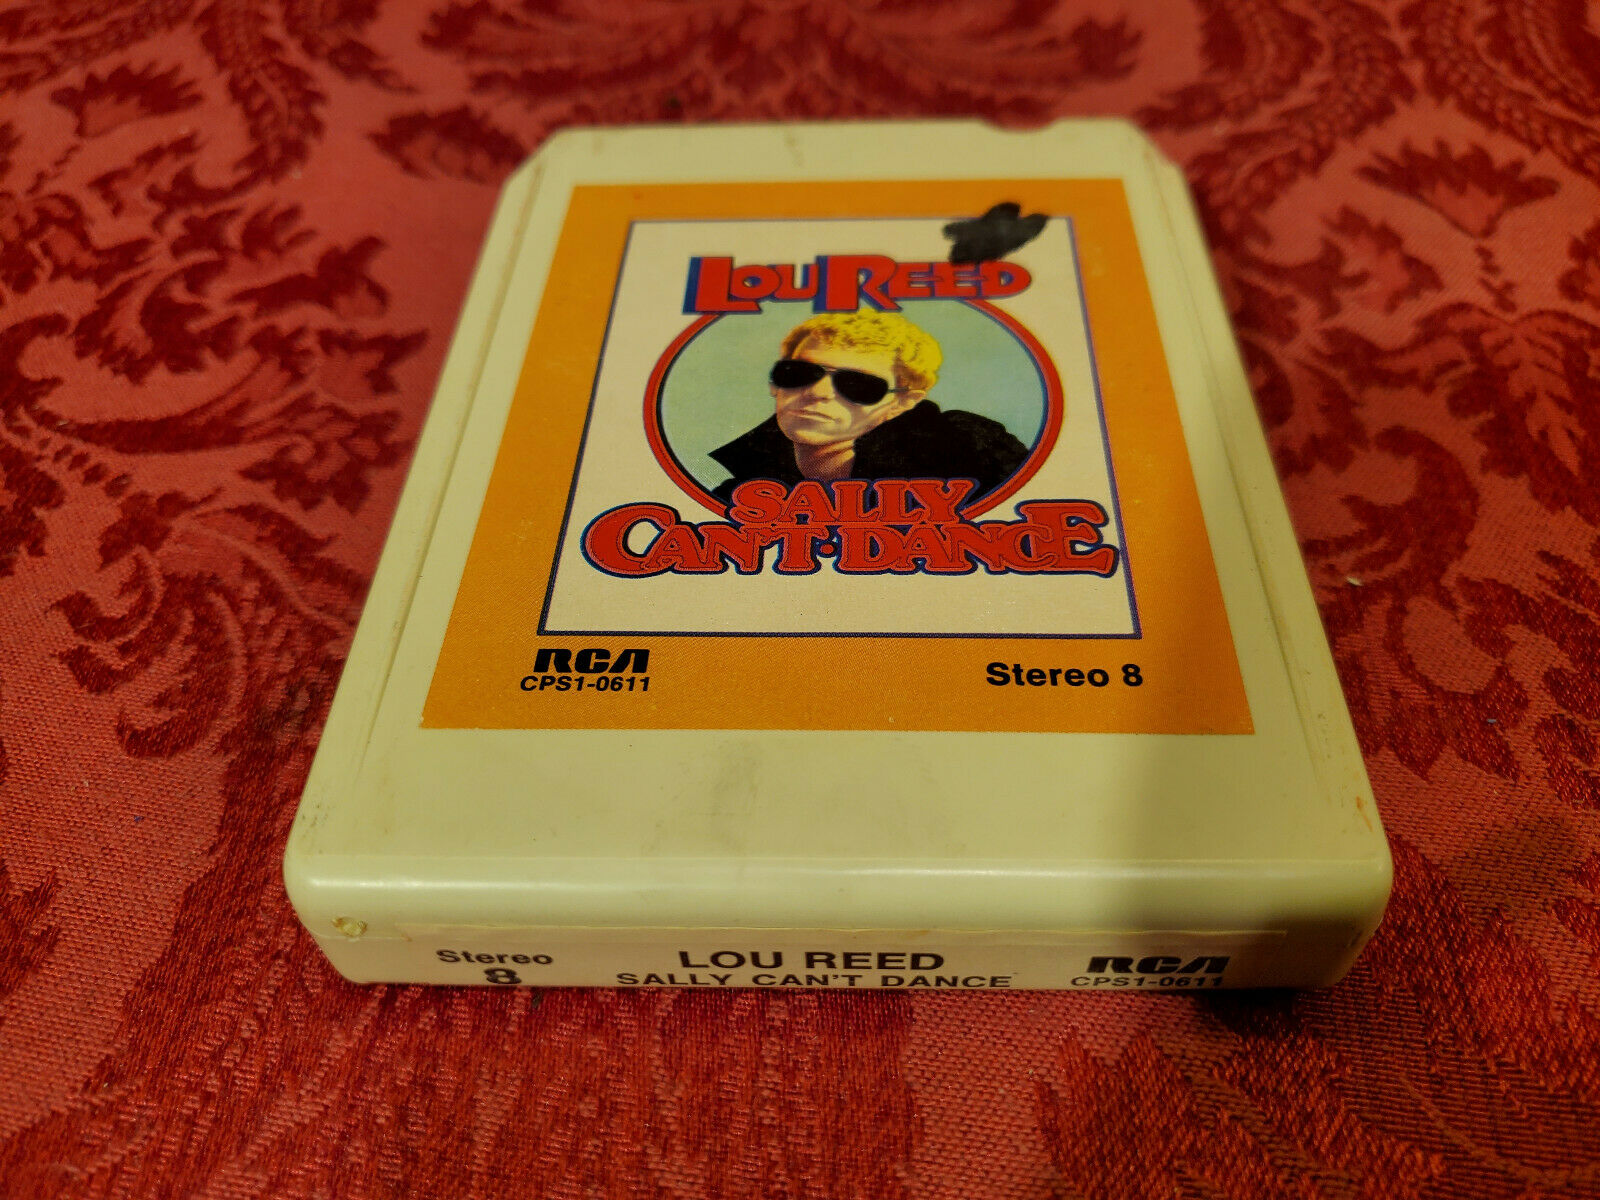 LOU REED
SALLY
CAN'T·DANCE
RCA
CPS1-0611
Stereo 8
Stereo
8
LOU REED
SALLY CAN'T DANCE
RCA
CPS1-0611